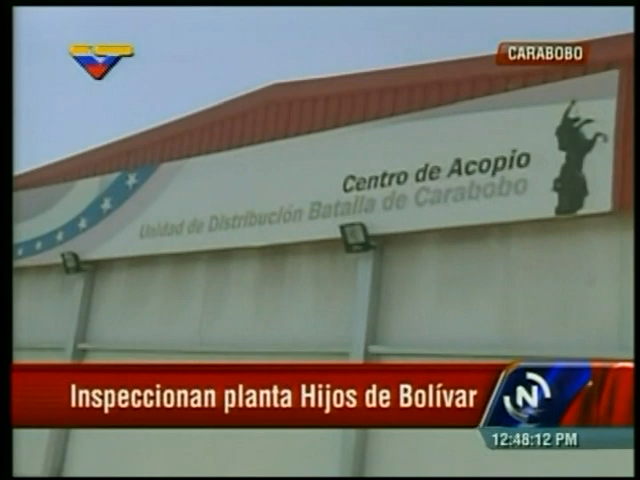 CARABOBO
Centro de Acopio
Unidad de Distribución Batalla de Carabobo
Inspeccionan planta Hijos de Bolívar
N
12:48:12 PM